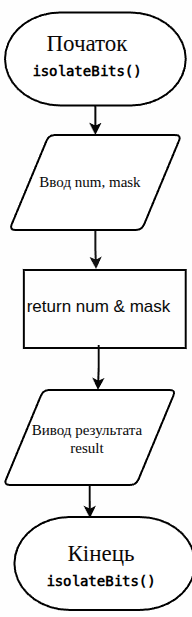 Початок
isolateBits()
Ввод num, mask
return num & mask
Вивод результата
result
Кінець
isolateBits()